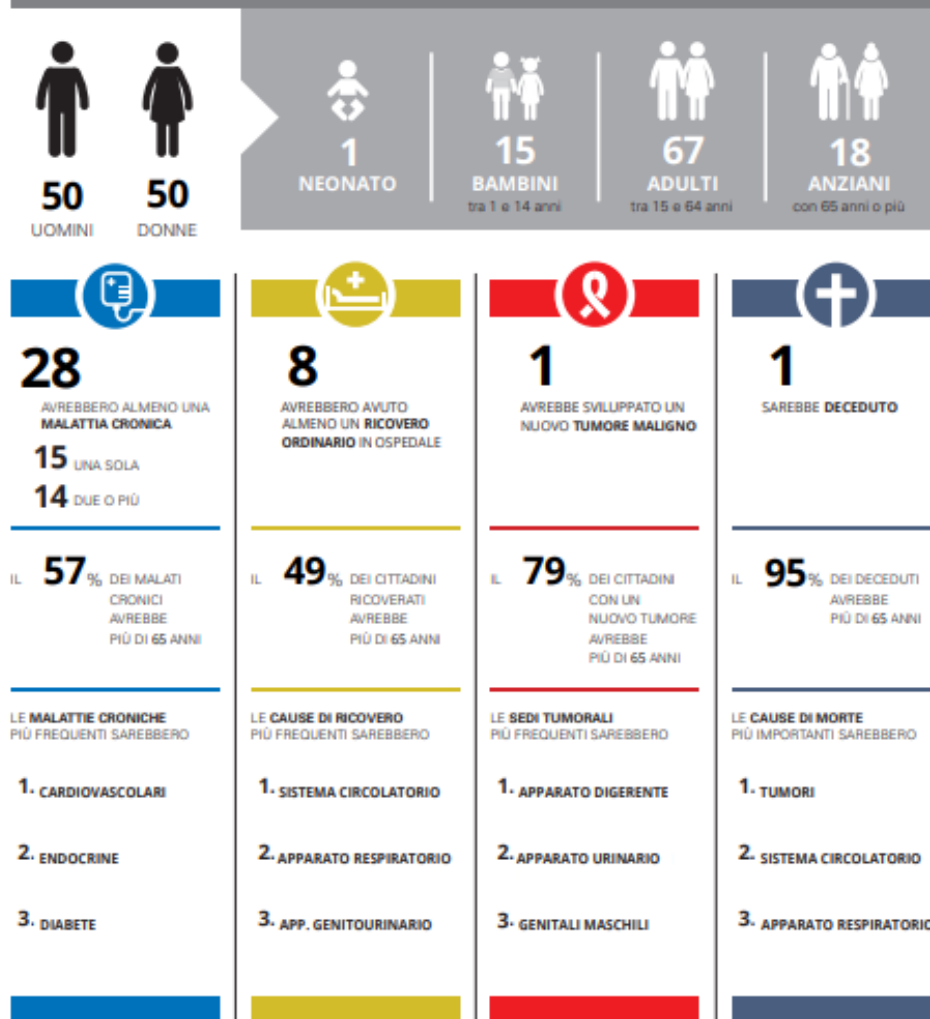 50
UOMINI
50
DONNE
1
NEONATO
15
BAMBINI
tra 1 e 14 anni
67
ADULTI
tra 15 e 64 anni
18
ANZIANI
con 65 anni o più
28
AVREBBERO ALMENO UNA
MALATTIA CRONICA
15 UNA SOLA
14 DUE O PIÙ
IL 57% DEI MALATI
CRONICI
AVREBBE
PIÙ DI 65 ANNI
LE MALATTIE CRONICHE
PIÙ FREQUENTI SAREBBERO
1. CARDIOVASCOLARI
2. ENDOCRINE
3. DIABETE
8
AVREBBERO AVUTO
ALMENO UN RICOVERO
ORDINARIO IN OSPEDALE
IL 49% DEI CITTADINI
RICOVERATI
AVREBBE
PIÙ DI 65 ANNI
LE CAUSE DI RICOVERO
PIÙ FREQUENTI SAREBBERO
1. SISTEMA CIRCOLATORIO
2. APPARATO RESPIRATORIO
3. APP. GENITOURINARIO
1
AVREBBE SVILUPPATO UN
NUOVO TUMORE MALIGNO
IL 79% DEI CITTADINI
CON UN
NUOVO TUMORE
AVREBBE
PIÙ DI 65 ANNI
LE SEDI TUMORALI
PIÙ FREQUENTI SAREBBERO
1. APPARATO DIGERENTE
2. APPARATO URINARIO
3. GENITALI MASCHILI
1
SAREBBE DECEDUTO
IL 95% DEI DECEDUTI
AVREBBE
PIÙ DI 65 ANNI
LE CAUSE DI MORTE
PIÙ IMPORTANTI SAREBBERO
1. TUMORI
2. SISTEMA CIRCOLATORIO
3. APPARATO RESPIRATORIO